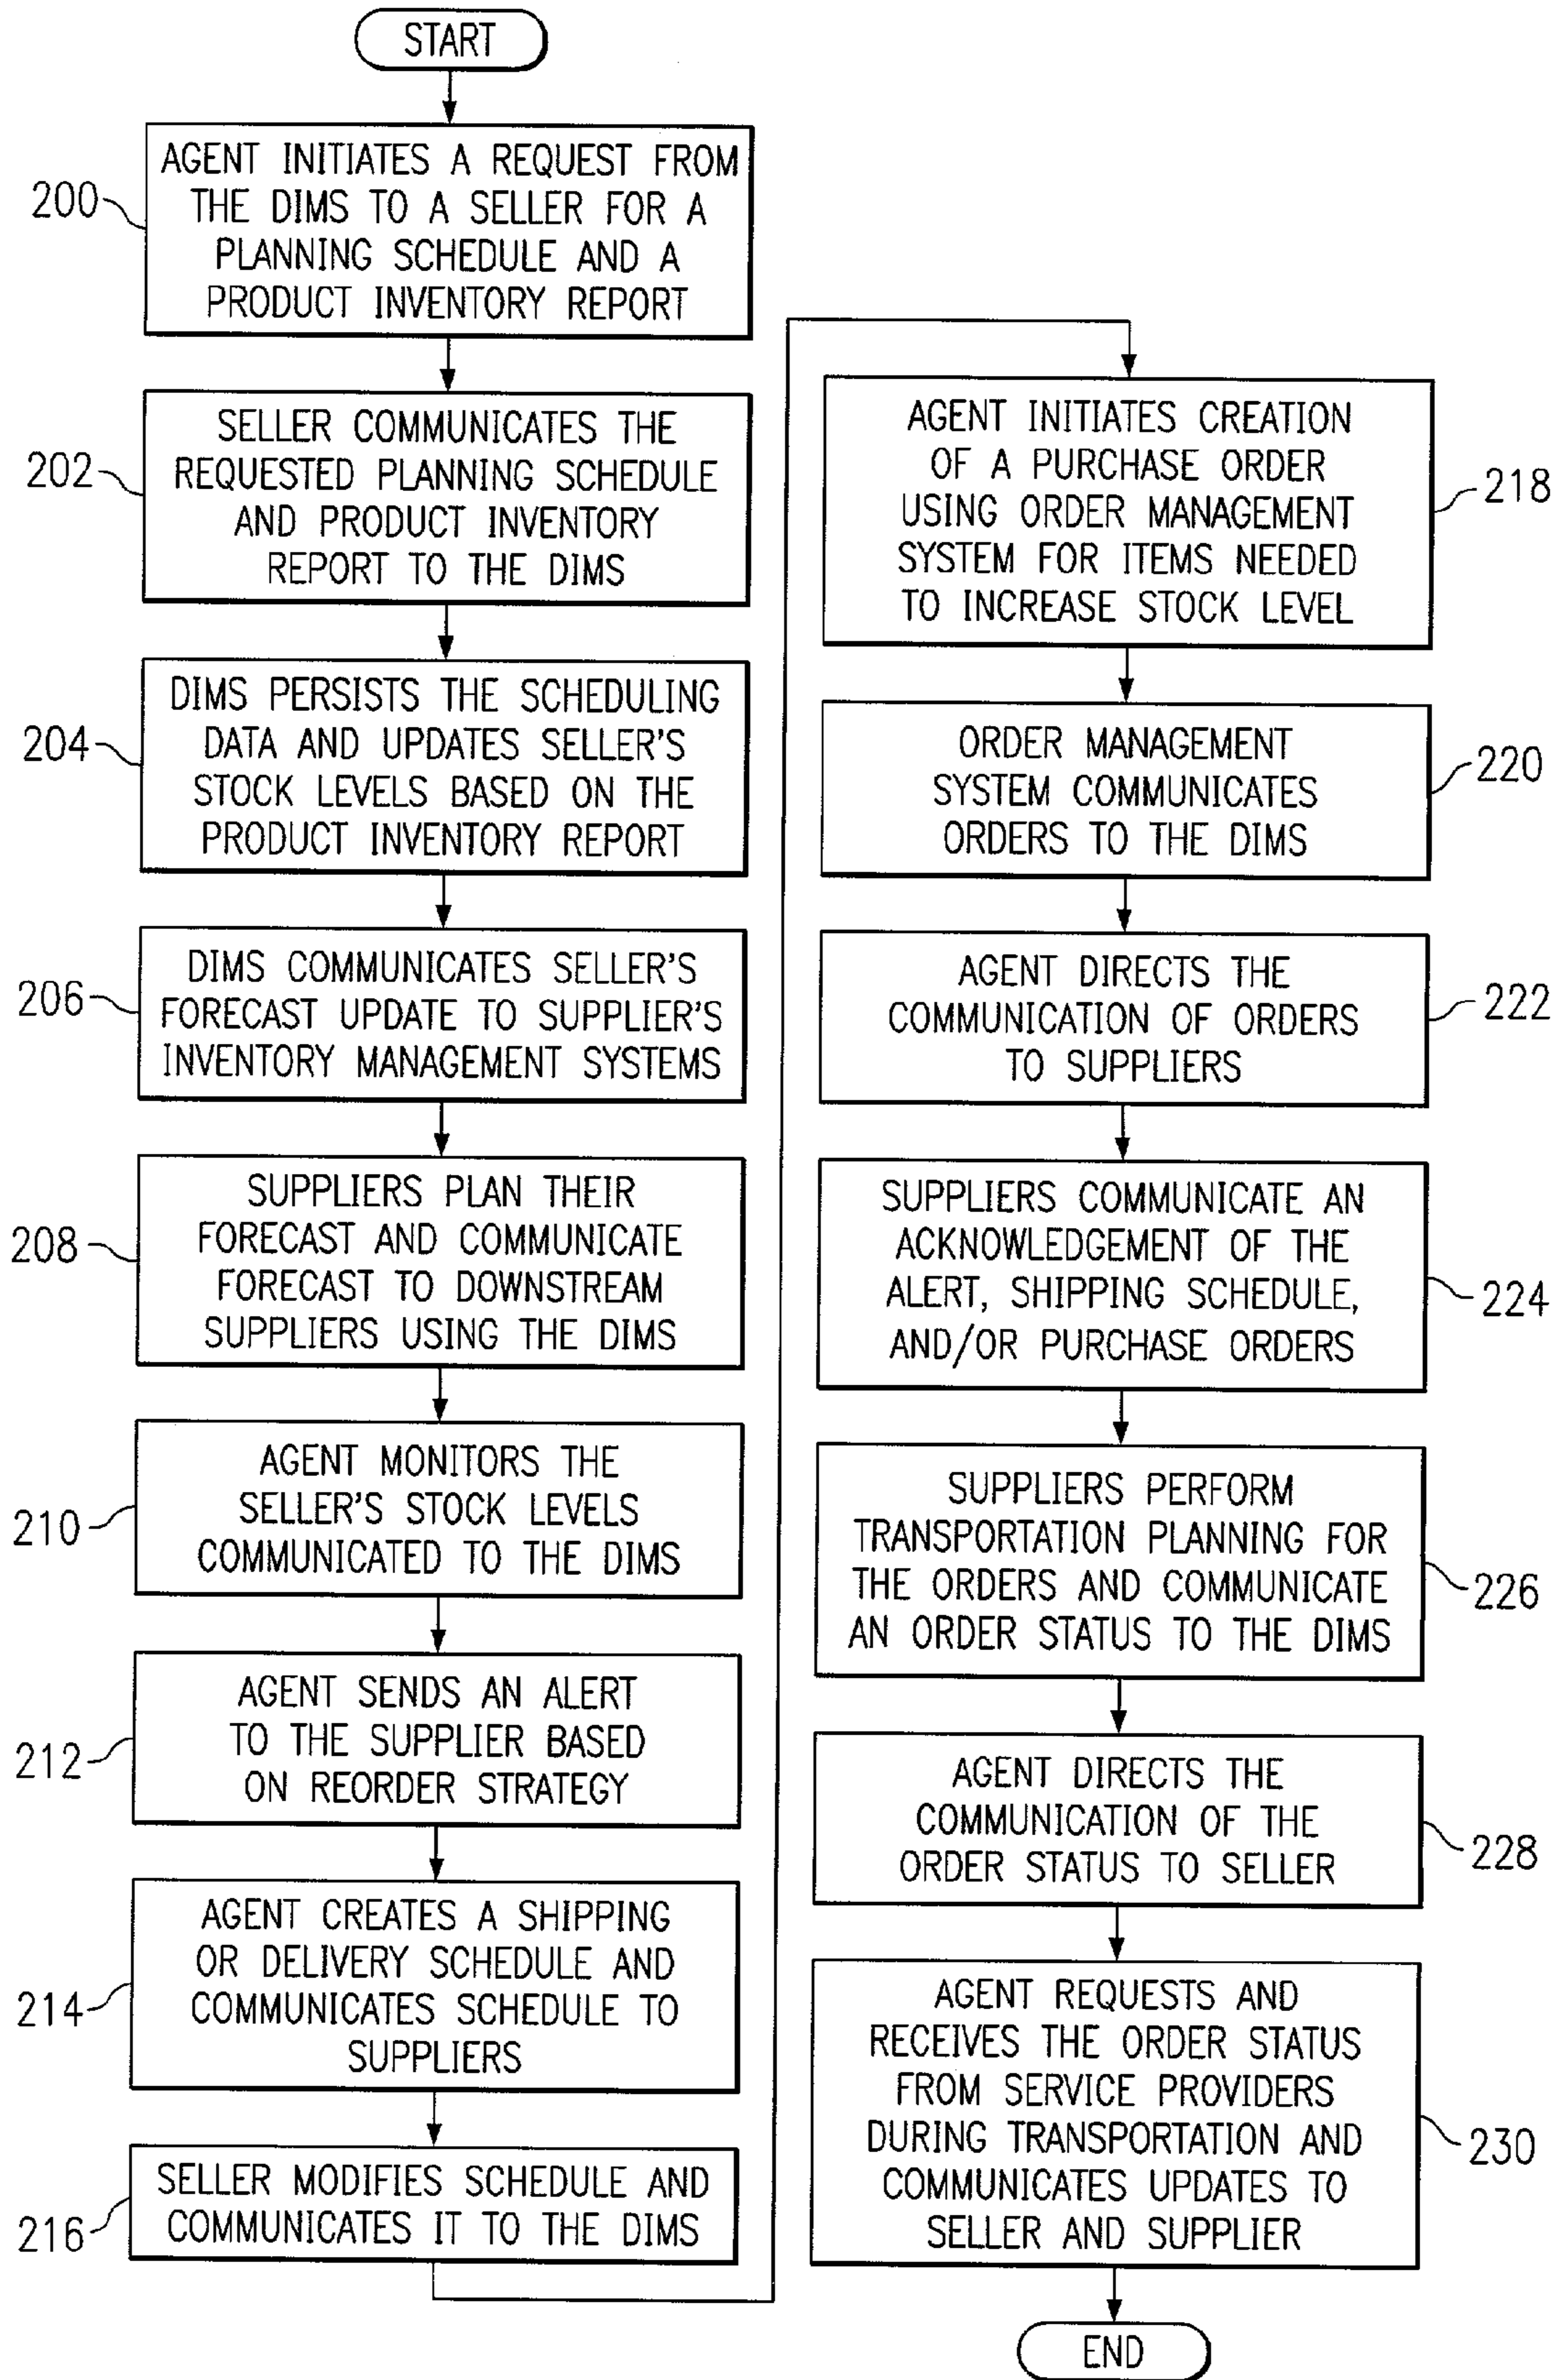 START
200
AGENT INITIATES A REQUEST FROM
THE DIMS TO A SELLER FOR A
PLANNING SCHEDULE AND A
PRODUCT INVENTORY REPORT
202
SELLER COMMUNICATES THE
REQUESTED PLANNING SCHEDULE
AND PRODUCT INVENTORY
REPORT TO THE DIMS
204
DIMS PERSISTS THE SCHEDULING
DATA AND UPDATES SELLER'S
STOCK LEVELS BASED ON THE
PRODUCT INVENTORY REPORT
206
DIMS COMMUNICATES SELLER'S
FORECAST UPDATE TO SUPPLIER'S
INVENTORY MANAGEMENT SYSTEMS
208
SUPPLIERS PLAN THEIR
FORECAST AND COMMUNICATE
FORECAST TO DOWNSTREAM
SUPPLIERS USING THE DIMS
210
AGENT MONITORS THE
SELLER'S STOCK LEVELS
COMMUNICATED TO THE DIMS
212
AGENT SENDS AN ALERT
TO THE SUPPLIER BASED
ON REORDER STRATEGY
214
AGENT CREATES A SHIPPING
OR DELIVERY SCHEDULE AND
COMMUNICATES SCHEDULE TO
SUPPLIERS
216
SELLER MODIFIES SCHEDULE AND
COMMUNICATES IT TO THE DIMS
AGENT INITIATES CREATION
OF A PURCHASE ORDER
USING ORDER MANAGEMENT
SYSTEM FOR ITEMS NEEDED
TO INCREASE STOCK LEVEL
218
ORDER MANAGEMENT
SYSTEM COMMUNICATES
ORDERS TO THE DIMS
220
AGENT DIRECTS THE
COMMUNICATION OF ORDERS
TO SUPPLIERS
222
SUPPLIERS COMMUNICATE AN
ACKNOWLEDGEMENT OF THE
ALERT, SHIPPING SCHEDULE,
AND/OR PURCHASE ORDERS
224
SUPPLIERS PERFORM
TRANSPORTATION PLANNING FOR
THE ORDERS AND COMMUNICATE
AN ORDER STATUS TO THE DIMS
226
AGENT DIRECTS THE
COMMUNICATION OF THE
ORDER STATUS TO SELLER
228
AGENT REQUESTS AND
RECEIVES THE ORDER STATUS
FROM SERVICE PROVIDERS
DURING TRANSPORTATION AND
COMMUNICATES UPDATES TO
SELLER AND SUPPLIER
230
END